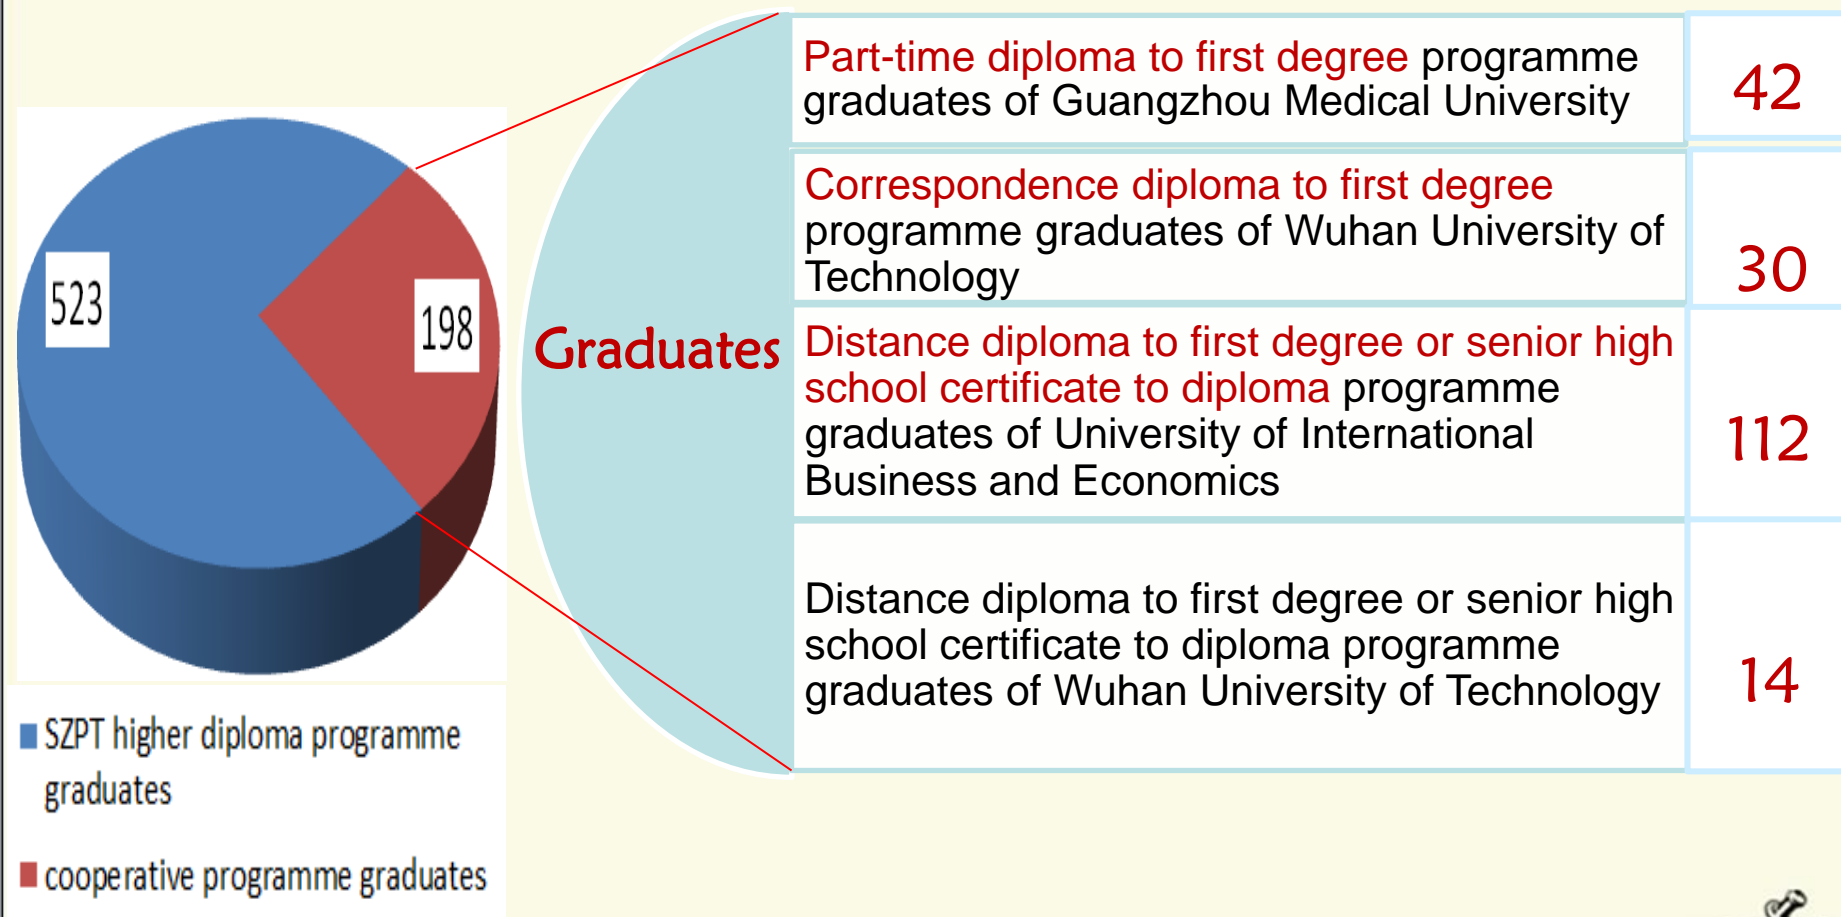 523
198
SZPT higher diploma programme
graduates
cooperative programme graduates
Graduates
Part-time diploma to first degree programme
graduates of Guangzhou Medical University
42
Correspondence diploma to first degree
programme graduates of Wuhan University of
Technology
30
Distance diploma to first degree or senior high
school certificate to diploma programme
graduates of University of International
Business and Economics
112
Distance diploma to first degree or senior high
school certificate to diploma programme
graduates of Wuhan University of Technology
14